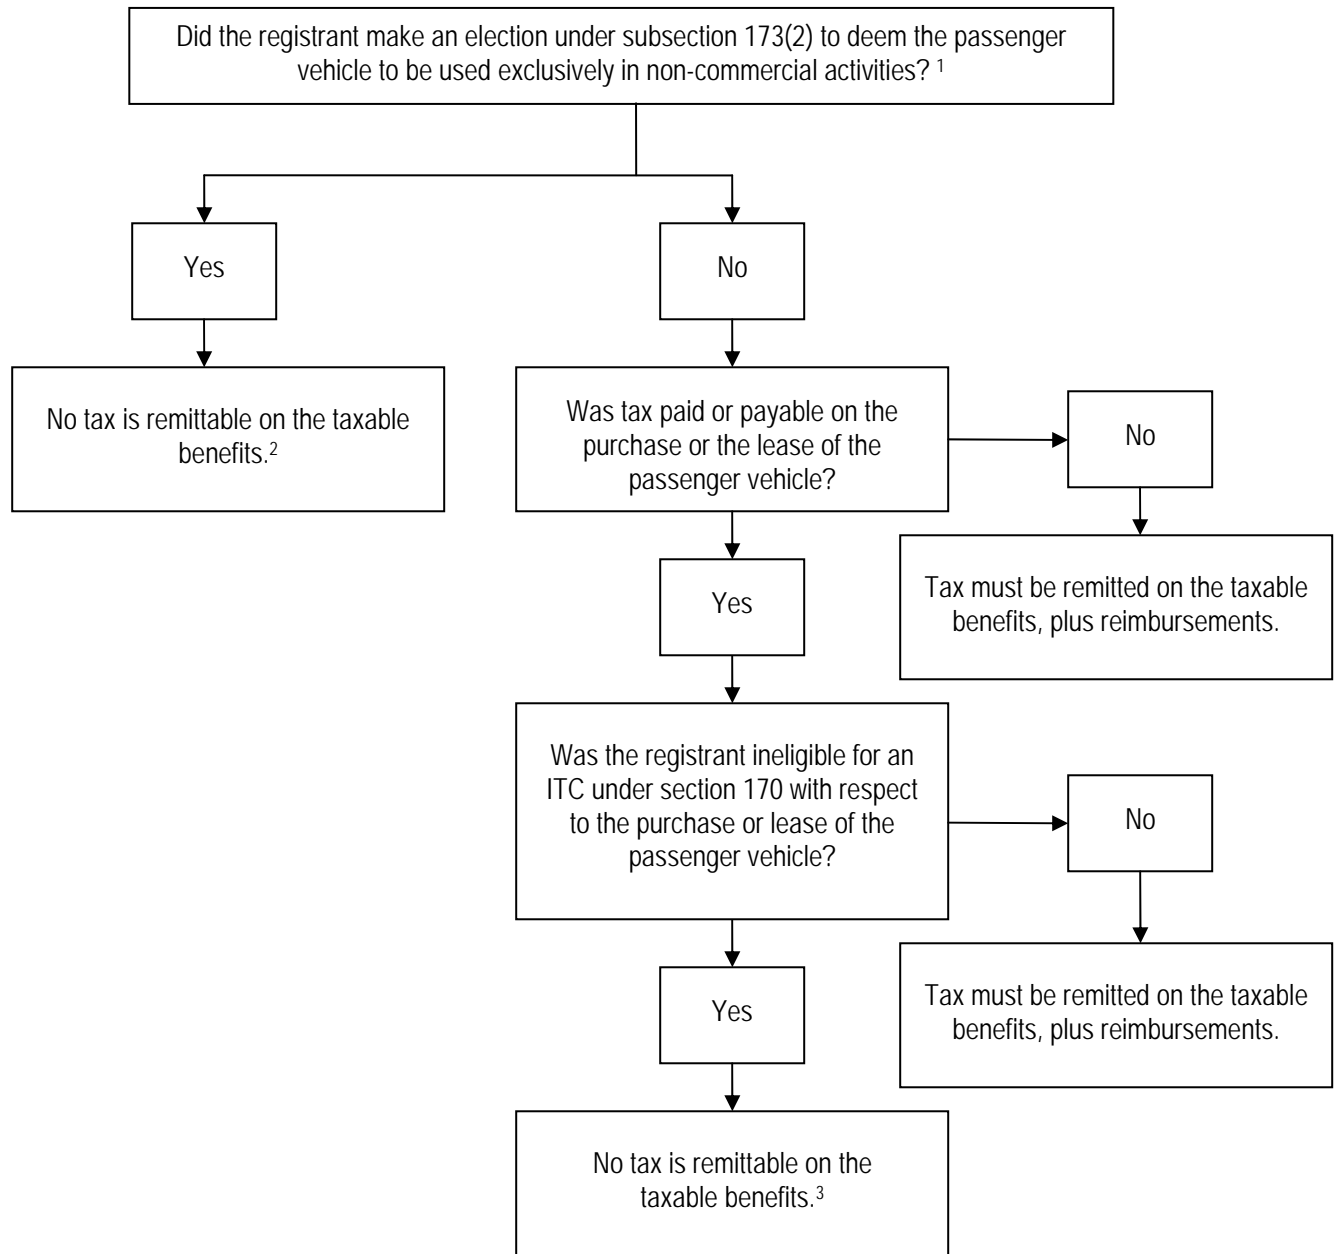 Did the registrant make an election under subsection 173(2) to deem the passenger
vehicle to be used exclusively in non-commercial activities? 1
Yes
No
No tax is remittable on the taxable
benefits.2
Was tax paid or payable on the
purchase or the lease of the
passenger vehicle?
No
Yes
Tax must be remitted on the taxable
benefits, plus reimbursements.
Was the registrant ineligible for an
ITC under section 170 with respect
to the purchase or lease of the
passenger vehicle?
No
Yes
Tax must be remitted on the taxable
benefits, plus reimbursements.
No tax is remittable on the
taxable benefits.3